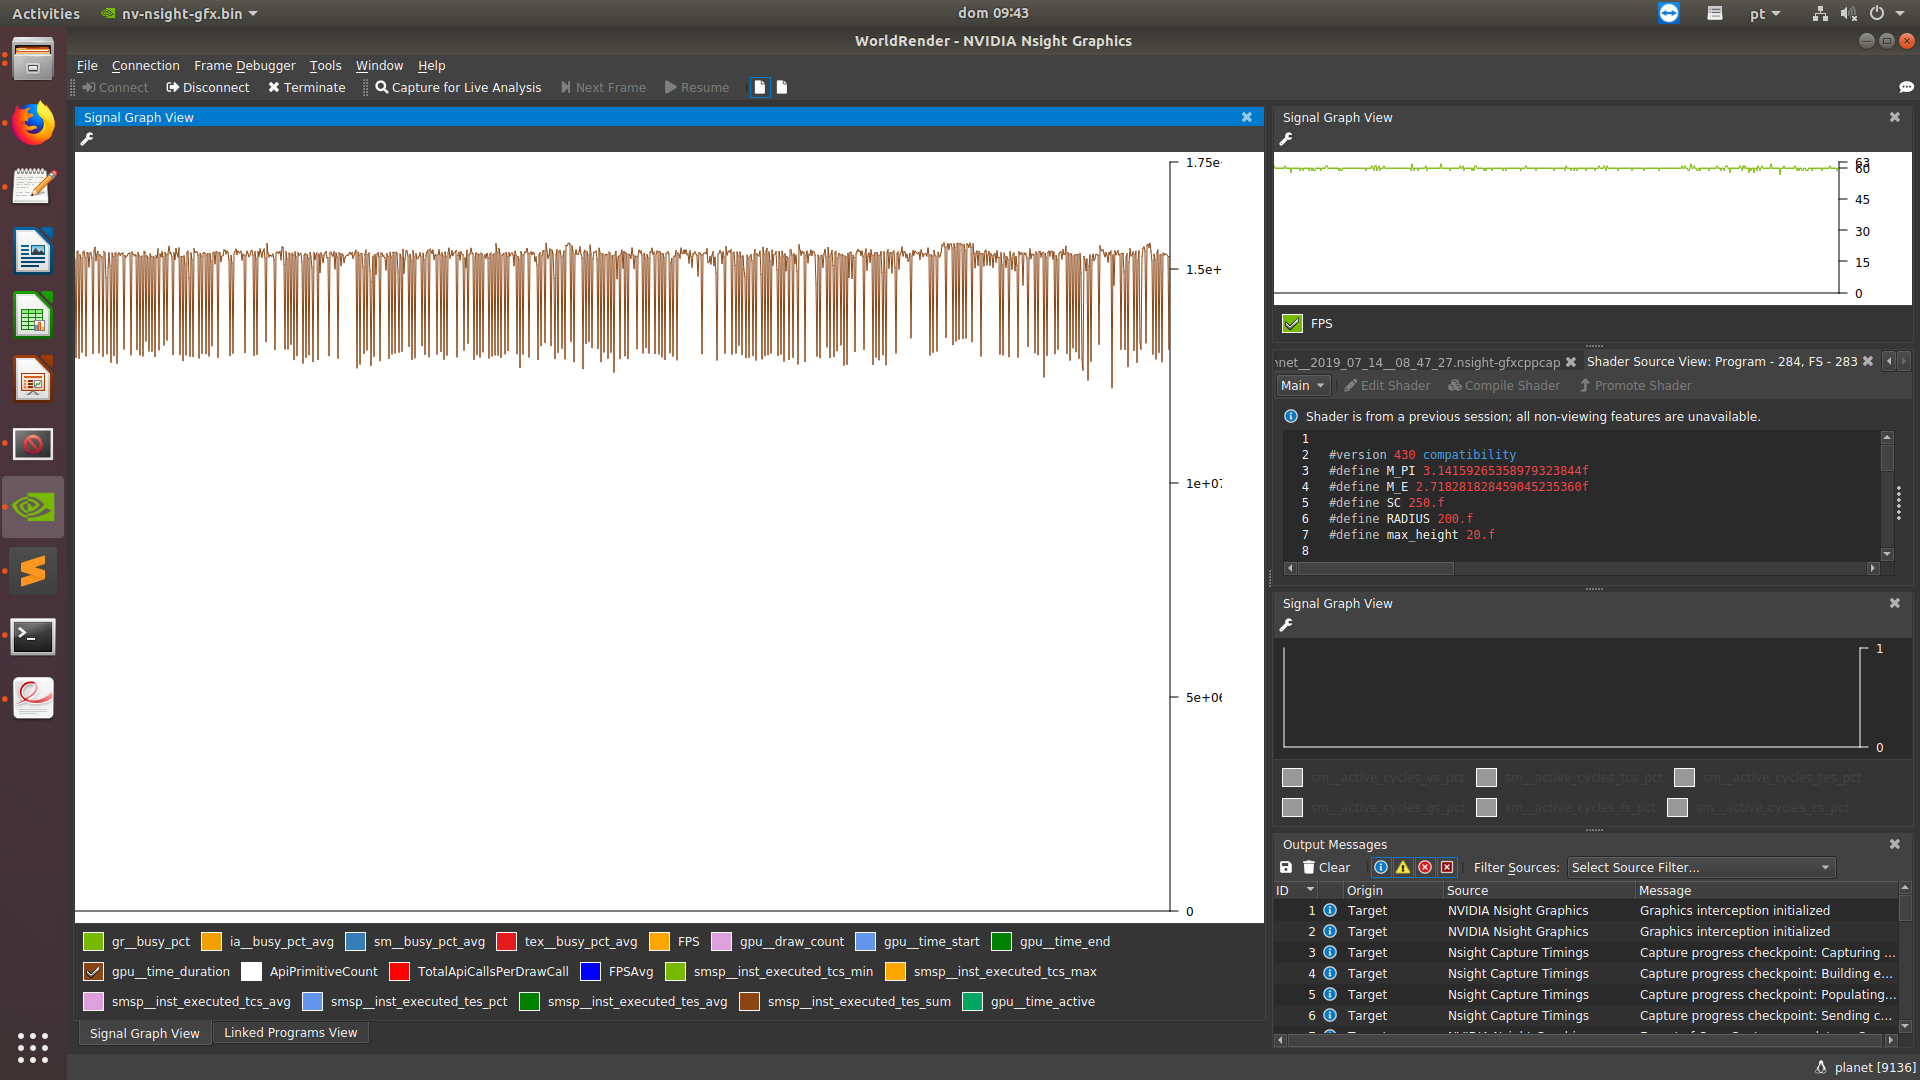 Activities nv-nsight-gfx.bin dom 09:43 pt
WorldRender - NVIDIA Nsight Graphics
File Connection Frame Debugger Tools Window Help
Connect Disconnect Terminate Capture for Live Analysis Next Frame Resume
Signal Graph View
1.75e
1.5e+
1e+07
5e+06
0
gr__busy_pct ia__busy_pct_avg sm__busy_pct_avg tex__busy_pct_avg FPS gpu__draw_count gpu__time_start gpu__time_end
gpu__time_duration ApiPrimitiveCount TotalApiCallsPerDrawCall FPSAvg smsp__inst_executed_tcs_min smsp__inst_executed_tcs_max
smsp__inst_executed_tcs_avg smsp__inst_executed_tes_pct smsp__inst_executed_tes_avg smsp__inst_executed_tes_sum gpu__time_active
Signal Graph View Linked Programs View
Signal Graph View
63
60
45
30
15
0
FPS
net__2019_07_14__08_47_27.nsight-gfxcppcap Shader Source View: Program - 284, FS - 283
Main Edit Shader Compile Shader Promote Shader
Shader is from a previous session; all non-viewing features are unavailable.
1
2 #version 430 compatibility
3 #define M_PI 3.14159265358979323844f
4 #define M_E 2.718281828459045235360f
5 #define SC 250.f
6 #define RADIUS 200.f
7 #define max_height 20.f
8
Signal Graph View
1
0
sm__active_cycles_vs_pct sm__active_cycles_tcs_pct sm__active_cycles_tes_pct
sm__active_cycles_gs_pct sm__active_cycles_fs_pct sm__active_cycles_cs_pct
Output Messages
Clear Filter Sources: Select Source Filter...
ID Origin Source Message
1 Target NVIDIA Nsight Graphics Graphics interception initialized
2 Target NVIDIA Nsight Graphics Graphics interception initialized
3 Target Nsight Capture Timings Capture progress checkpoint: Capturing ...
4 Target Nsight Capture Timings Capture progress checkpoint: Building e...
5 Target Nsight Capture Timings Capture progress checkpoint: Populating...
6 Target Nsight Capture Timings Capture progress checkpoint: Sending c...
planet [9136]